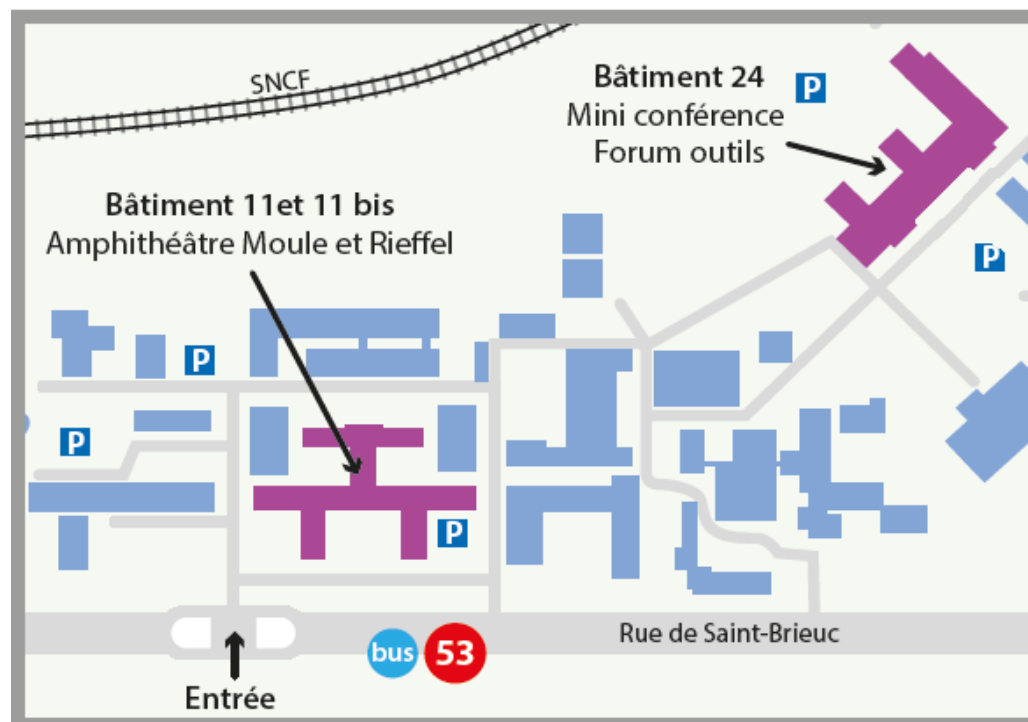 SNCF
Bâtiment 24
P
Mini conférence
Forum outils
Bâtiment 11et 11 bis
Amphithéâtre Moule et Rieffel
P
P
P
P
Rue de Saint-Brieuc
bus 53
Entrée